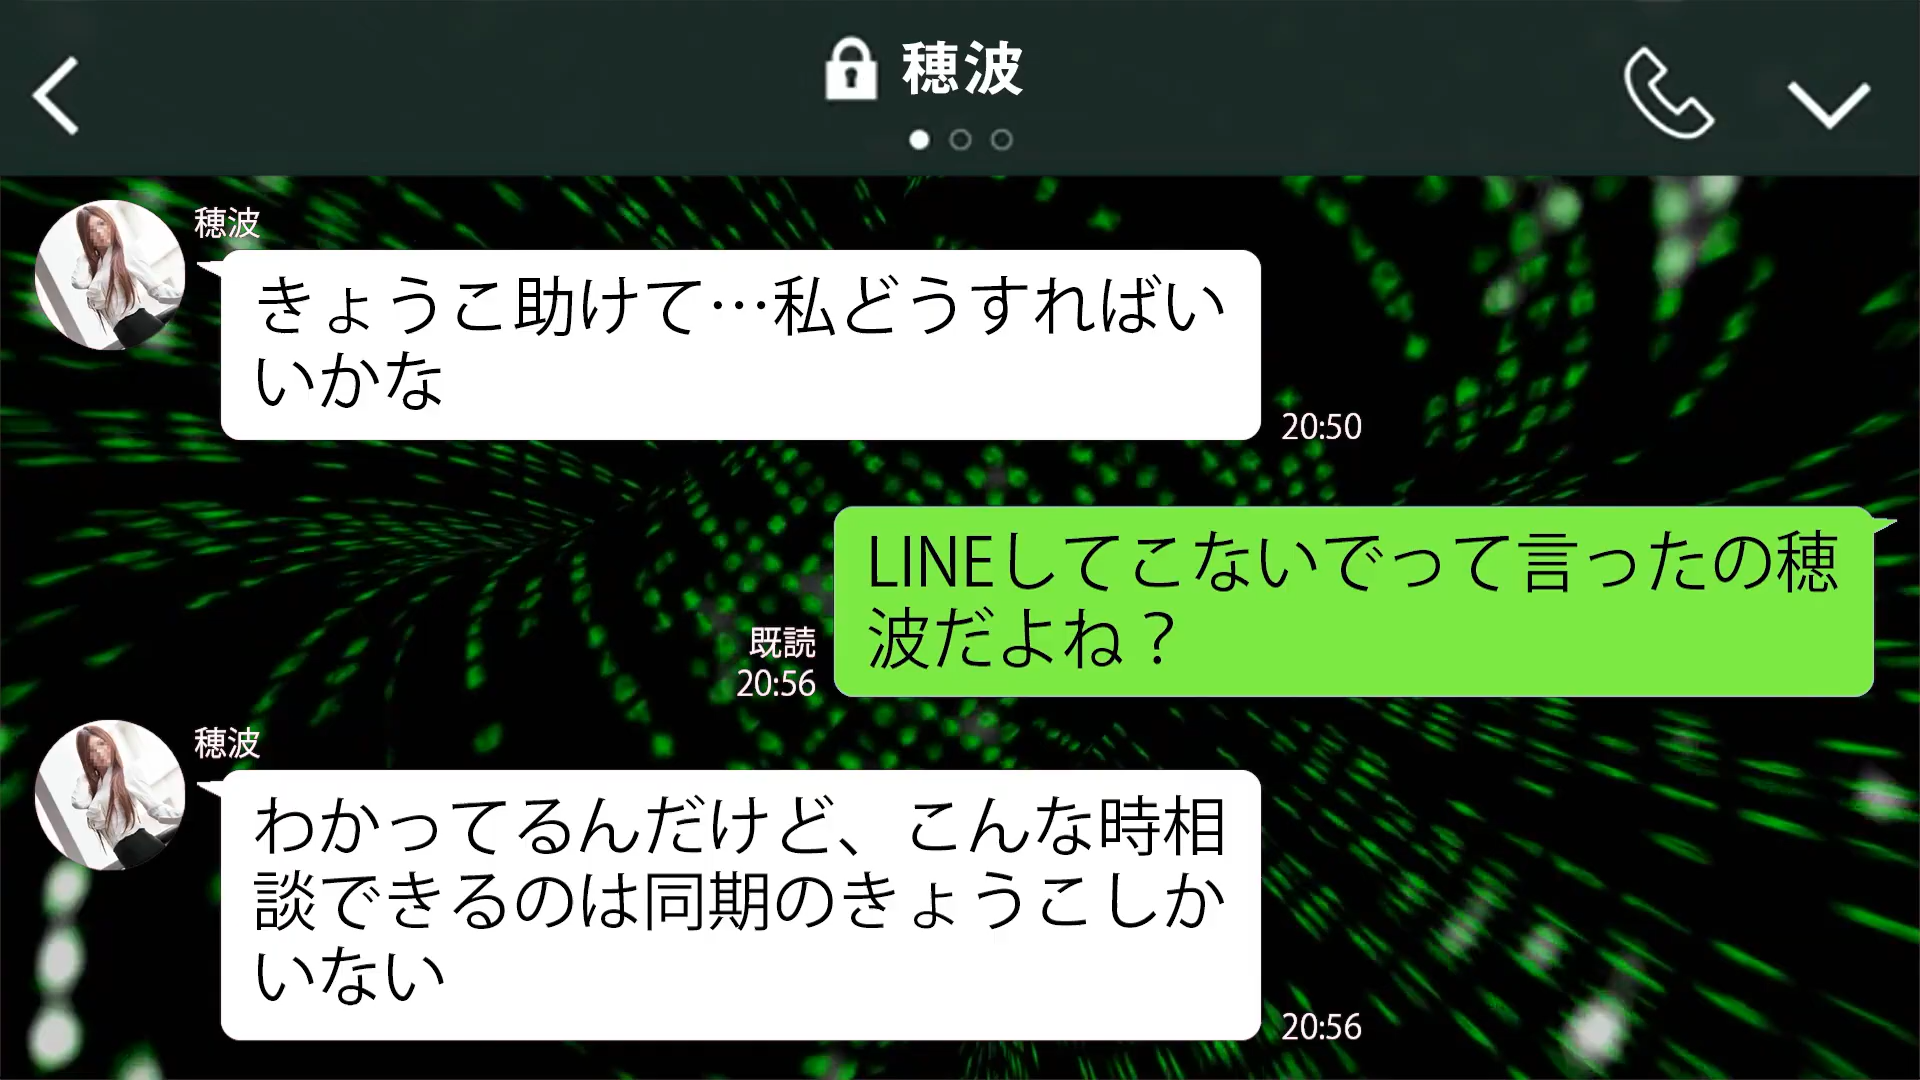 穂波
穂波
きょうこ助けて…私どうすればい
いかな
20:50
LINEしてこないでって言ったの穂
波だよね？
既読
20:56
穂波
わかってるんだけど、こんな時相
談できるのは同期のきょうこしか
いない
20:56